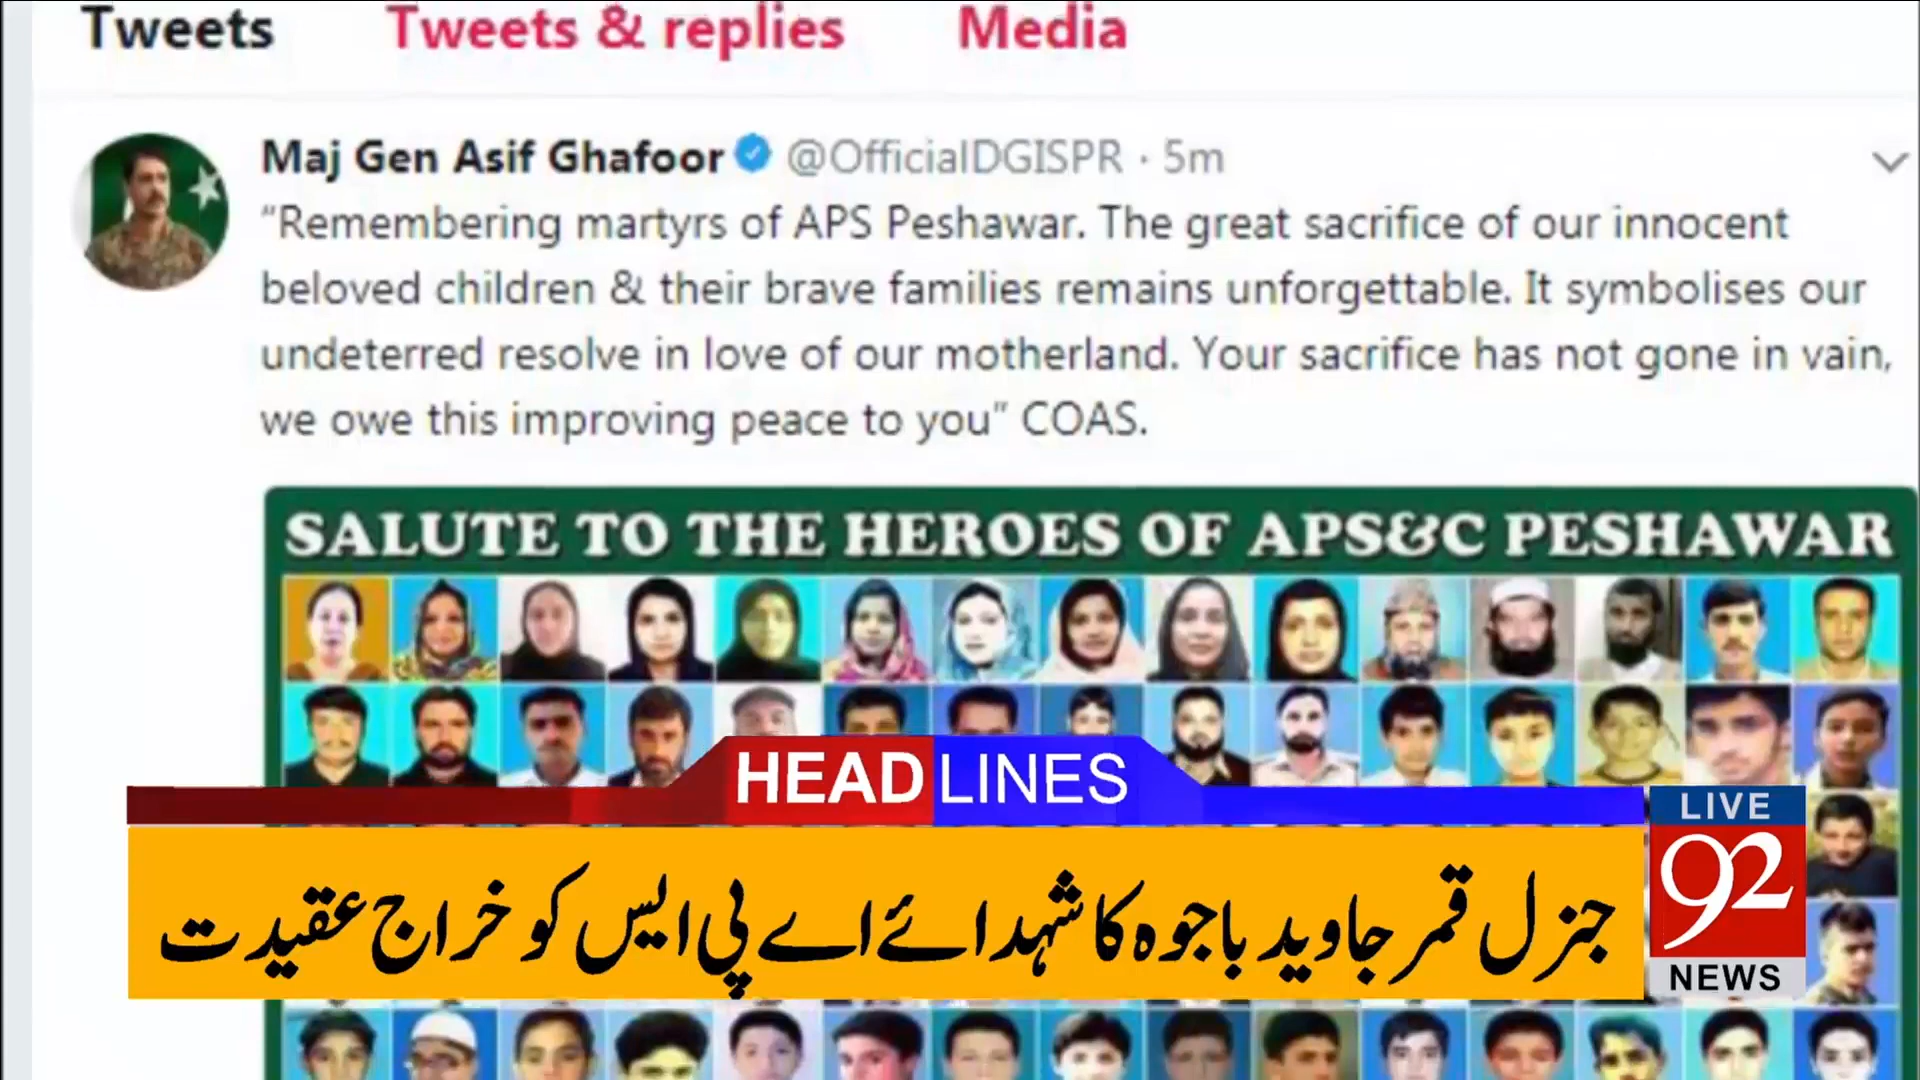 Tweets Tweets & replies Media
Maj Gen Asif Ghafoor @OfficialDGISPR · 5m
“Remembering martyrs of APS Peshawar. The great sacrifice of our innocent
beloved children & their brave families remains unforgettable. It symbolises our
undeterred resolve in love of our motherland. Your sacrifice has not gone in vain,
we owe this improving peace to you” COAS.
SALUTE TO THE HEROES OF APS&C PESHAWAR
HEADLINES
جنرل قمر جاوید باجوہ کا شہدائے اے پی ایس کو خراج عقیدت
LIVE
92
NEWS